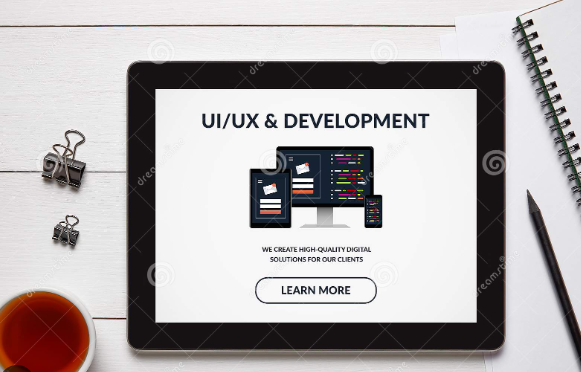 UI/UX & DEVELOPMENT
WE CREATE HIGH-QUALITY DIGITAL
SOLUTIONS FOR OUR CLIENTS
LEARN MORE